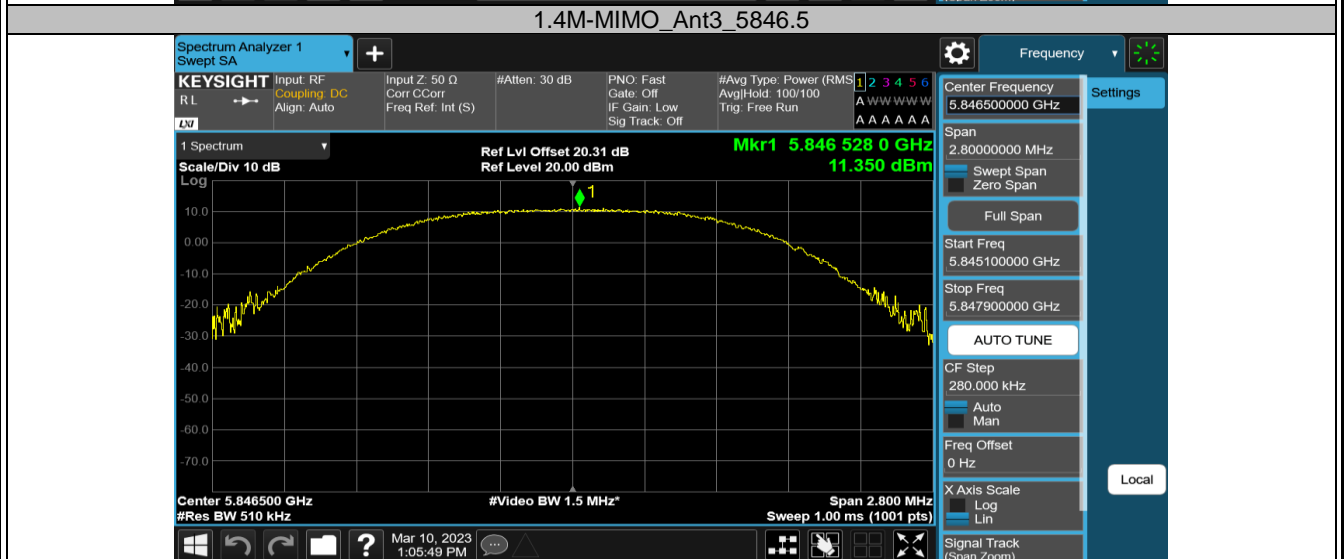 1.4M-MIMO_Ant3_5846.5
Spectrum Analyzer 1
Swept SA
Frequency
Settings
KEYSIGHT
R L
LXI
Input: RF
Coupling: DC
Align: Auto
Input Z: 50 Ω
Corr CCorr
Freq Ref: Int (S)
#Atten: 30 dB
PNO: Fast
Gate: Off
IF Gain: Low
Sig Track: Off
#Avg Type: Power (RMS
Avg|Hold: 100/100
Trig: Free Run
1 2 3 4 5 6
A W W W W W
A A A A A A
1 Spectrum
Scale/Div 10 dB
Log
Ref Lvl Offset 20.31 dB
Ref Level 20.00 dBm
Mkr1 5.846 528 0 GHz
11.350 dBm
1
10.0
0.00
-10.0
-20.0
-30.0
-40.0
-50.0
-60.0
-70.0
Center 5.846500 GHz
#Res BW 510 kHz
#Video BW 1.5 MHz*
Span 2.800 MHz
Sweep 1.00 ms (1001 pts)
Center Frequency
5.846500000 GHz
Span
2.80000000 MHz
Swept Span
Zero Span
Full Span
Start Freq
5.845100000 GHz
Stop Freq
5.847900000 GHz
AUTO TUNE
CF Step
280.000 kHz
Auto
Man
Freq Offset
0 Hz
X Axis Scale
Log
Lin
Signal Track
(Span Zoom)
Local
?
Mar 10, 2023
1:05:49 PM